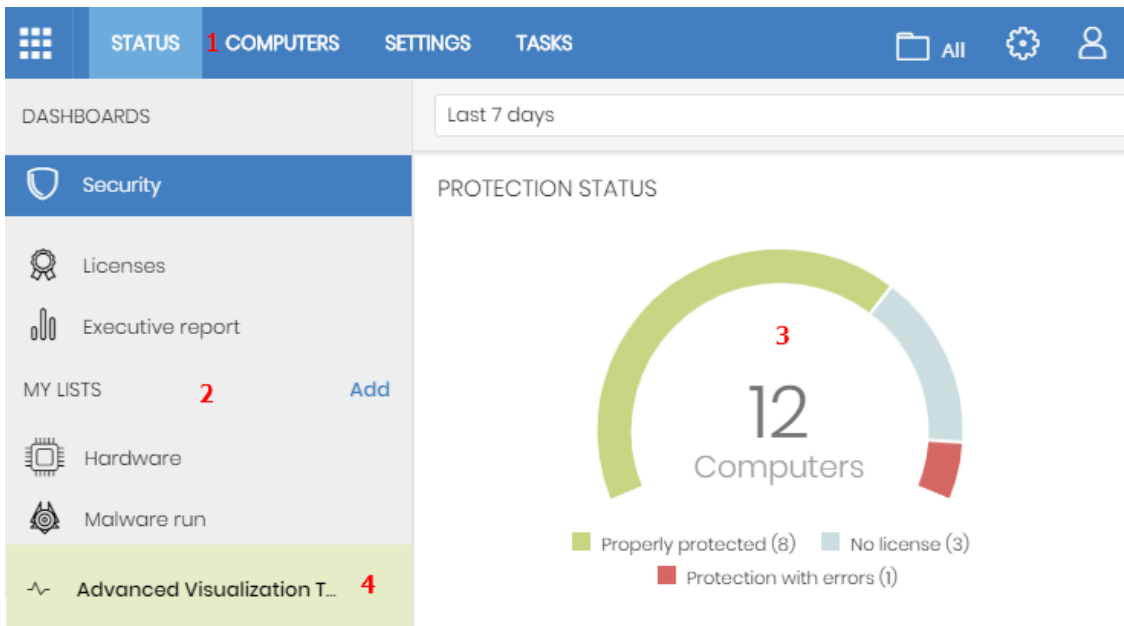 STATUS 1 COMPUTERS SETTINGS TASKS All
DASHBOARDS
Last 7 days
Security
PROTECTION STATUS
Licenses
Executive report
3
MY LISTS 2 Add
12
Computers
Hardware
Malware run
Properly protected (8) No license (3)
Protection with errors (1)
Advanced Visualization T... 4